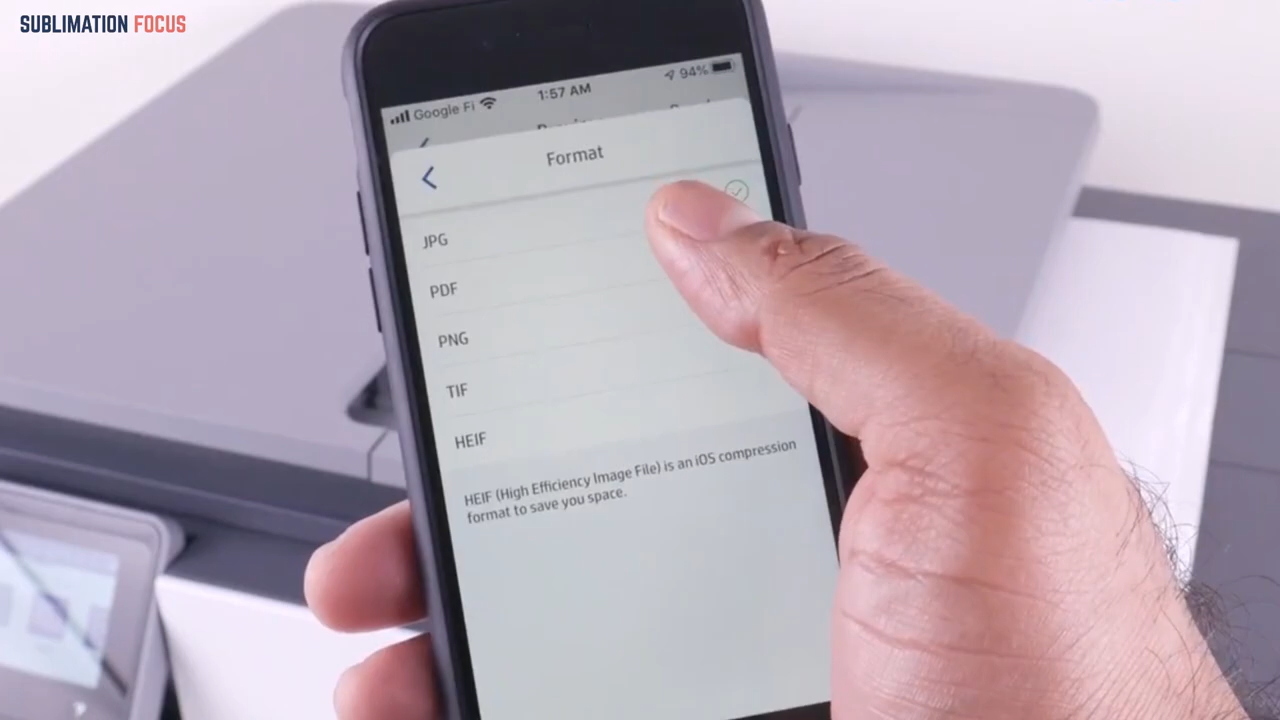 SUBLIMATION FOCUS
Google Fi 1:57 AM 94%
Format
JPG
PDF
PNG
TIF
HEIF
HEIF (High Efficiency Image File) is an iOS compression
format to save you space.